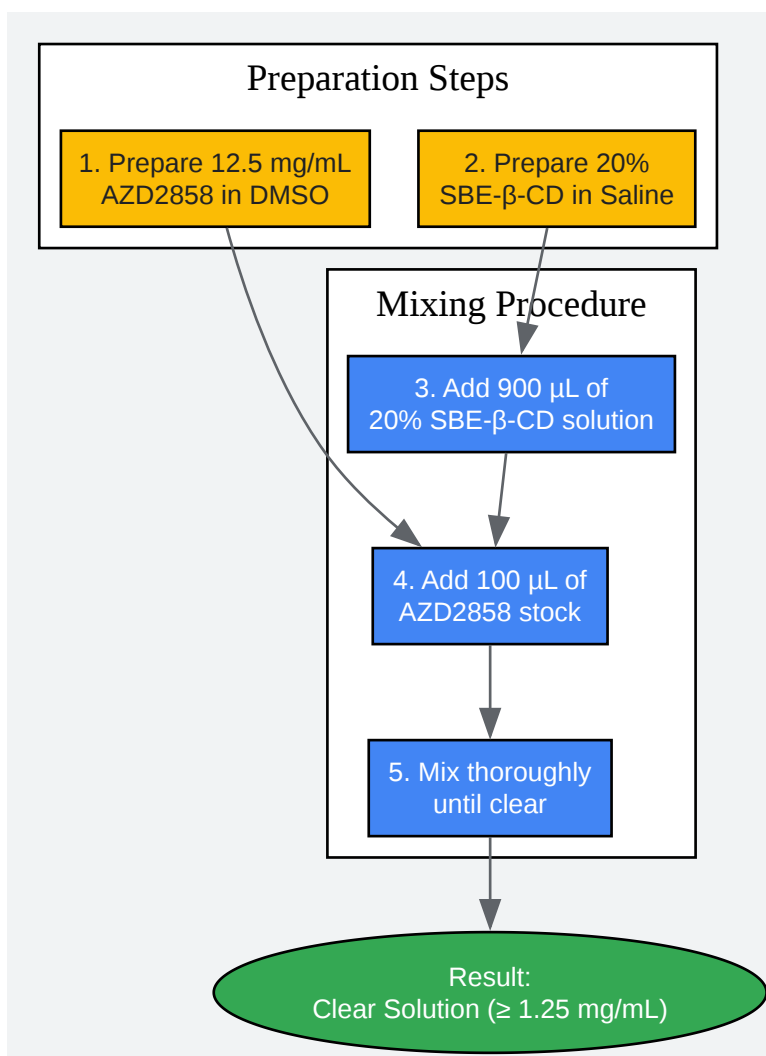 Preparation Steps
1. Prepare 12.5 mg/mL
AZD2858 in DMSO
2. Prepare 20%
SBE-β-CD in Saline
Mixing Procedure
3. Add 900 µL of
20% SBE-β-CD solution
4. Add 100 µL of
AZD2858 stock
5. Mix thoroughly
until clear
Result:
Clear Solution (≥ 1.25 mg/mL)